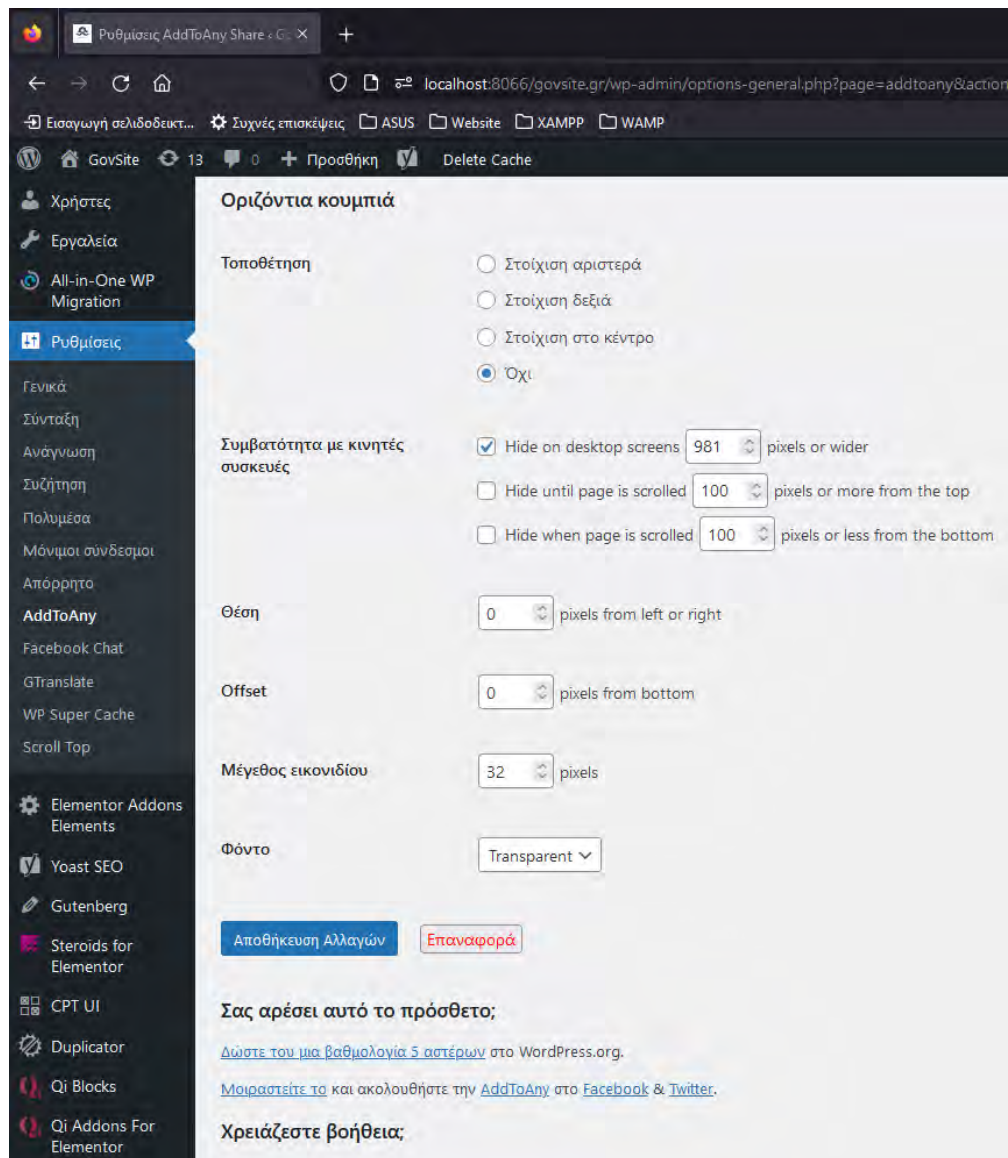 Ρυθμίσεις AddToAny Share ‹ G
localhost:8066/govsite.gr/wp-admin/options-general.php?page=addtoany&action
Εισαγωγή σελιδοδεικτ... Συχνές επισκέψεις ASUS Website XAMPP WAMP
GovSite 13 0 Προσθήκη Delete Cache
Χρήστες
Εργαλεία
All-in-One WP
Migration
Ρυθμίσεις
Γενικά
Σύνταξη
Ανάγνωση
Συζήτηση
Πολυμέσα
Μόνιμοι σύνδεσμοι
Απόρρητο
AddToAny
Facebook Chat
GTranslate
WP Super Cache
Scroll Top
Elementor Addons
Elements
Yoast SEO
Gutenberg
Steroids for
Elementor
CPT UI
Duplicator
Qi Blocks
Qi Addons For
Elementor
Οριζόντια κουμπιά
Τοποθέτηση
Στοίχιση αριστερά
Στοίχιση δεξιά
Στοίχιση στο κέντρο
Όχι
Συμβατότητα με κινητές
συσκευές
Hide on desktop screens 981 pixels or wider
Hide until page is scrolled 100 pixels or more from the top
Hide when page is scrolled 100 pixels or less from the bottom
Θέση 0 pixels from left or right
Offset 0 pixels from bottom
Μέγεθος εικονιδίου 32 pixels
Φόντο Transparent
Αποθήκευση Αλλαγών Επαναφορά
Σας αρέσει αυτό το πρόσθετο;
Δώστε του μια βαθμολογία 5 αστέρων στο WordPress.org.
Μοιραστείτε το και ακολουθήστε την AddToAny στο Facebook & Twitter.
Χρειάζεστε βοήθεια;